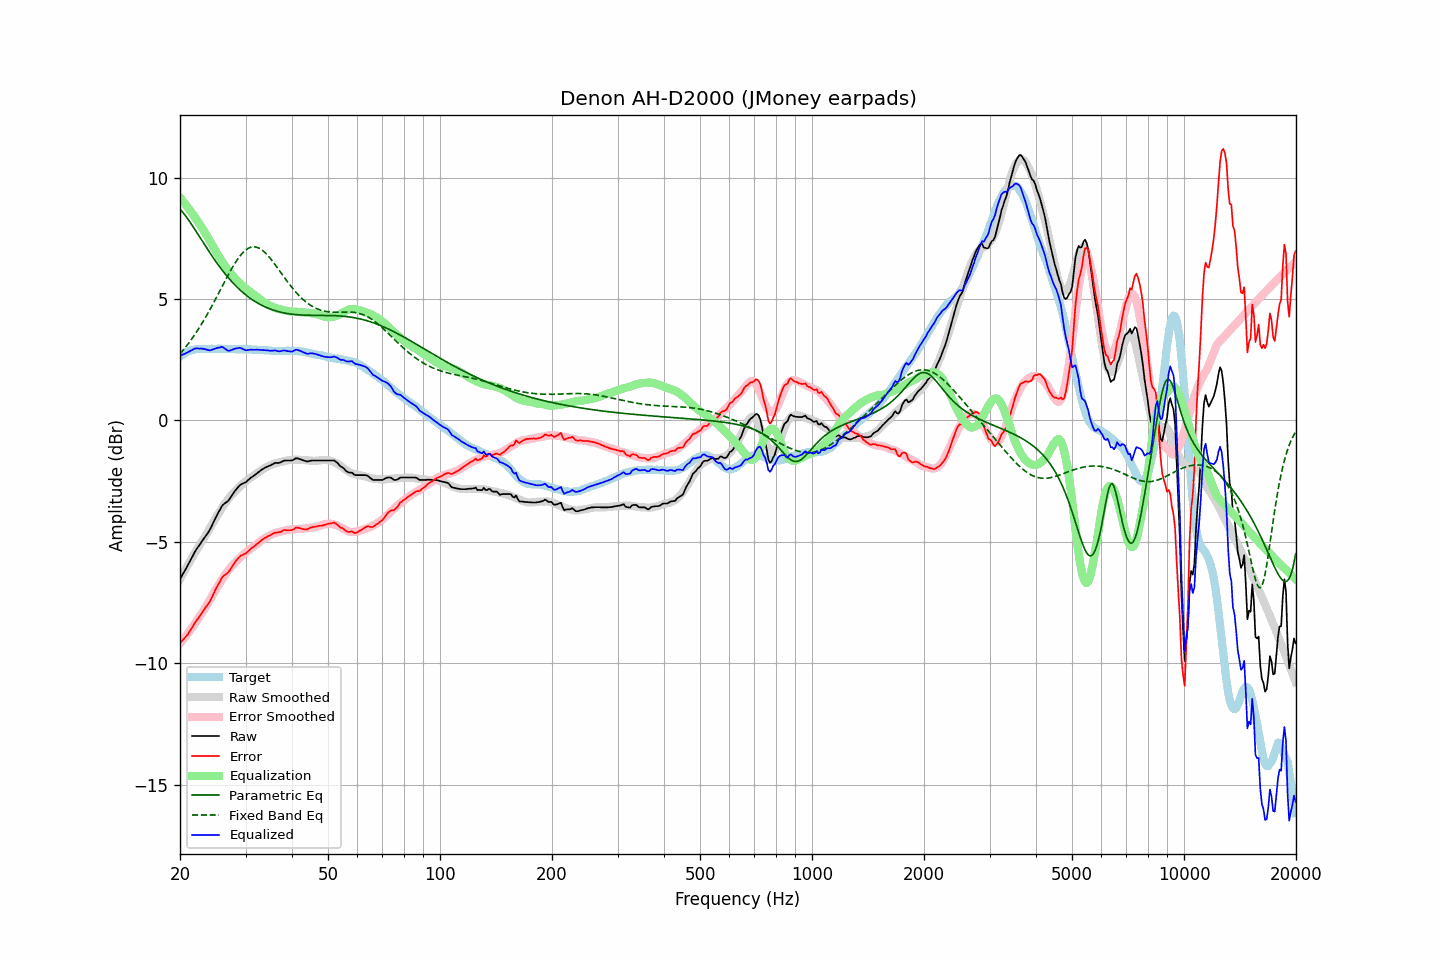 Denon AH-D2000 (JMoney earpads)
Amplitude (dBr)
10
5
0
−5
−10
−15
Target
Raw Smoothed
Error Smoothed
Raw
Error
Equalization
Parametric Eq
Fixed Band Eq
Equalized
20 50 100 200 500 1000 2000 5000 10000 20000
Frequency (Hz)